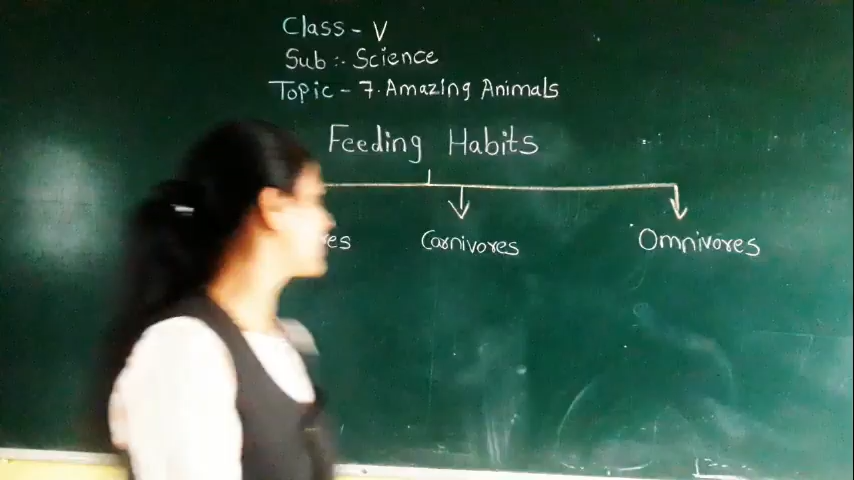 Class - V
Sub :- Science
Topic - 7. Amazing Animals
Feeding Habits
Carnivores Omnivores